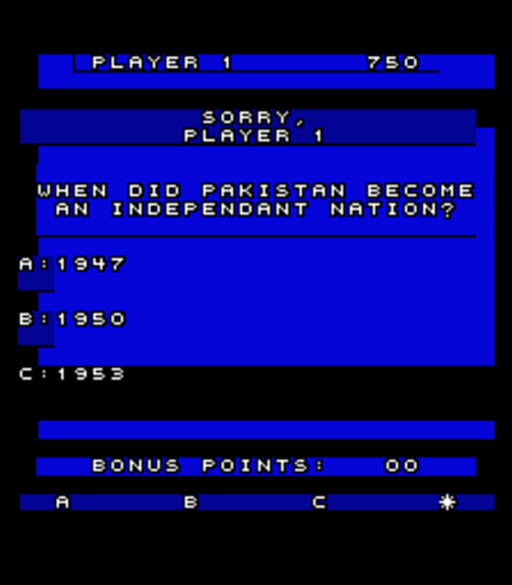 PLAYER 1 750
SORRY,
PLAYER 1
WHEN DID PAKISTAN BECOME
AN INDEPENDANT NATION?
A:1947
B:1950
C:1953
BONUS POINTS: 00
A B C *